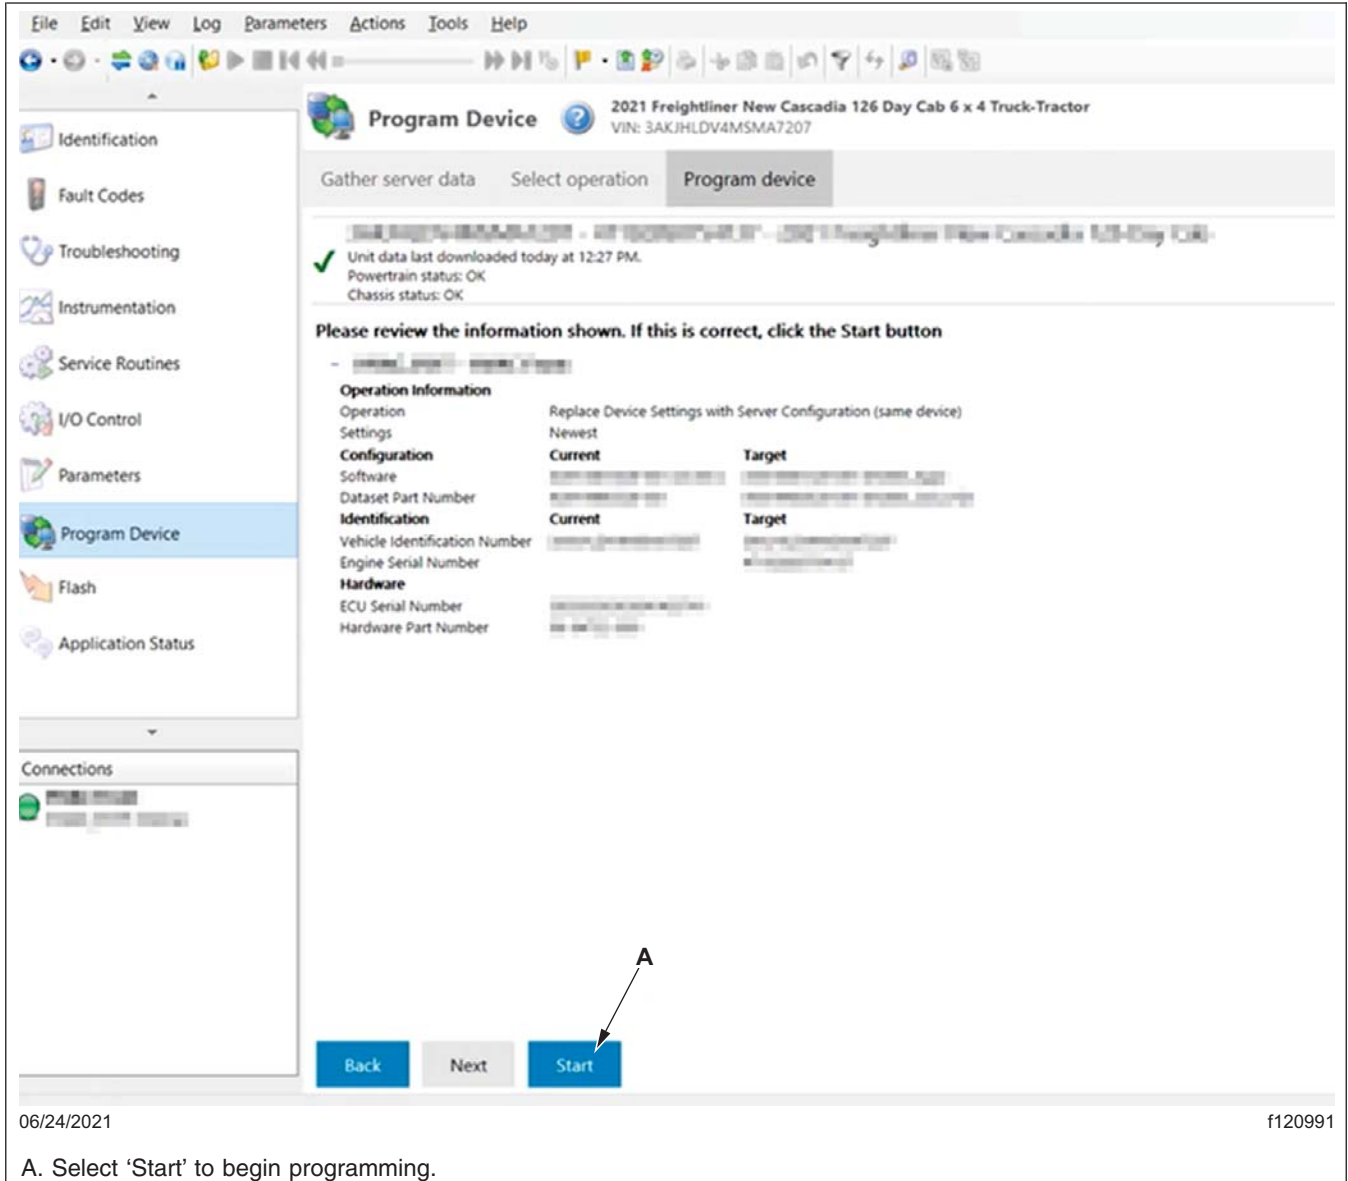 File Edit View Log Parameters Actions Tools Help
Program Device
2021 Freightliner New Cascadia 126 Day Cab 6 x 4 Truck-Tractor
VIN: 3AKJHLDV4MSMA7207
Identification
Fault Codes
Troubleshooting
Instrumentation
Service Routines
I/O Control
Parameters
Program Device
Flash
Application Status
Connections
Gather server data Select operation Program device
Unit data last downloaded today at 12:27 PM.
Powertrain status: OK
Chassis status: OK
Please review the information shown. If this is correct, click the Start button
Operation Information
Operation Replace Device Settings with Server Configuration (same device)
Settings Newest
Configuration Current Target
Software
Dataset Part Number
Identification Current Target
Vehicle Identification Number
Engine Serial Number
Hardware
ECU Serial Number
Hardware Part Number
A
Back Next Start
06/24/2021 f120991
A. Select ‘Start’ to begin programming.